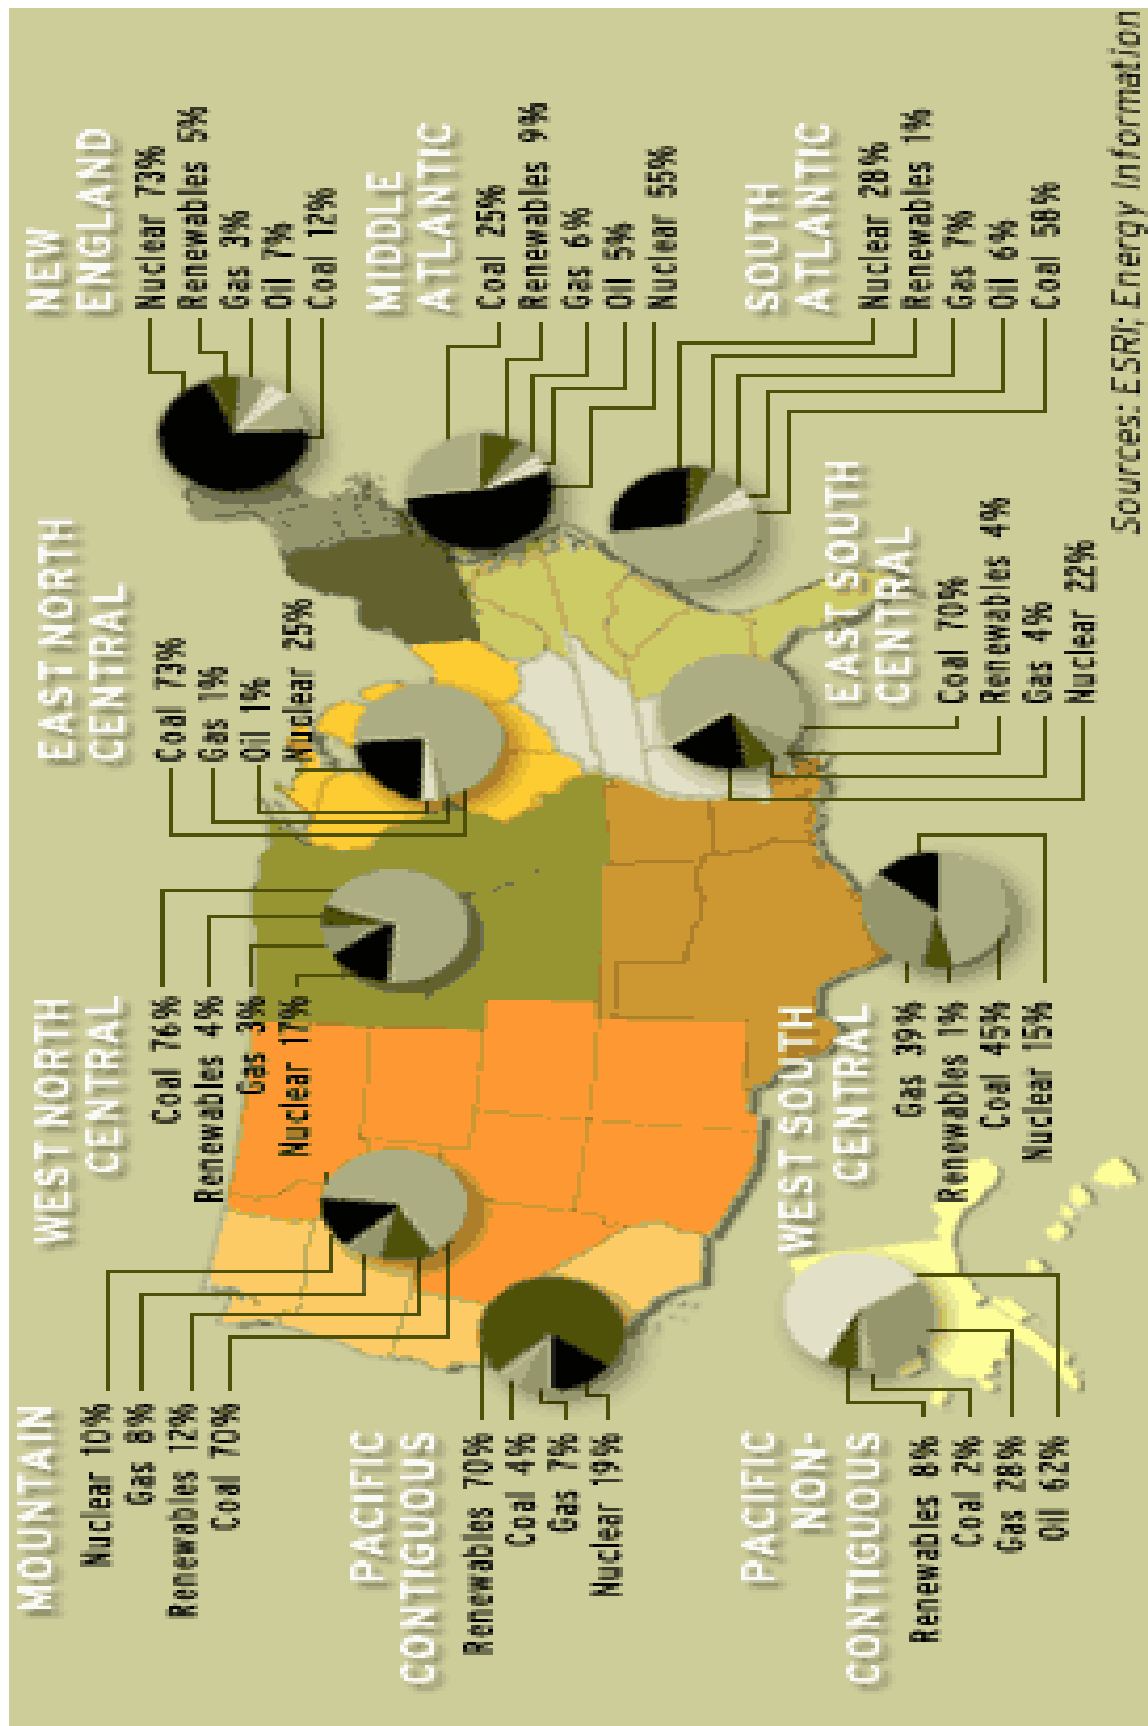 MOUNTAIN
Nuclear 10%
Gas 8%
Renewables 12%
Coal 70%
WEST NORTH
CENTRAL
Coal 76%
Renewables 4%
Gas 3%
Nuclear 17%
EAST NORTH
CENTRAL
Coal 73%
Gas 1%
Oil 1%
Nuclear 25%
NEW
ENGLAND
Nuclear 73%
Renewables 5%
Gas 3%
Oil 7%
Coal 12%
PACIFIC
CONTIGUOUS
Renewables 70%
Coal 4%
Gas 7%
Nuclear 19%
MIDDLE
ATLANTIC
Coal 25%
Renewables 9%
Gas 6%
Oil 5%
Nuclear 55%
PACIFIC
NON-
CONTIGUOUS
Renewables 8%
Coal 2%
Gas 28%
Oil 62%
WEST SOUTH
CENTRAL
Gas 39%
Renewables 1%
Coal 45%
Nuclear 15%
EAST SOUTH
CENTRAL
Coal 70%
Renewables 4%
Gas 4%
Nuclear 22%
SOUTH
ATLANTIC
Nuclear 28%
Renewables 1%
Gas 7%
Oil 6%
Coal 58%
Sources: ESRI; Energy Information